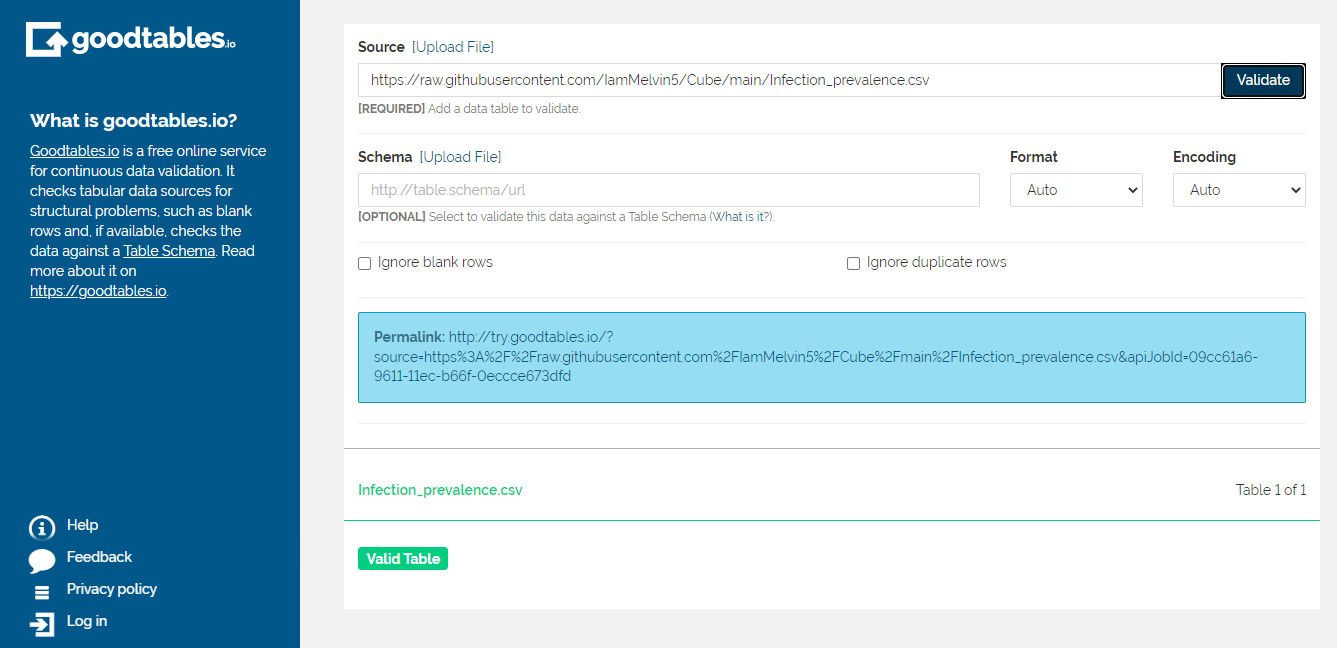 goodtables.io
What is goodtables.io?
Goodtables.io is a free online service
for continuous data validation. It
checks tabular data sources for
structural problems, such as blank
rows and, if available, checks the
data against a Table Schema. Read
more about it on
https://goodtables.io.
Help
Feedback
Privacy policy
Log in
Source [Upload File]
https://raw.githubusercontent.com/IamMelvin5/Cube/main/Infection_prevalence.csv
Validate
[REQUIRED] Add a data table to validate.
Schema [Upload File]
Format
Encoding
http://table.schema/url
Auto
Auto
[OPTIONAL] Select to validate this data against a Table Schema (What is it?).
Ignore blank rows
Ignore duplicate rows
Permalink: http://try.goodtables.io/?
source=https%3A%2F%2Fraw.githubusercontent.com%2FIamMelvin5%2FCube%2Fmain%2FInfection_prevalence.csv&apiJobId=09cc61a6-
9611-11ec-b66f-0eccce673dfd
Infection_prevalence.csv
Table 1 of 1
Valid Table